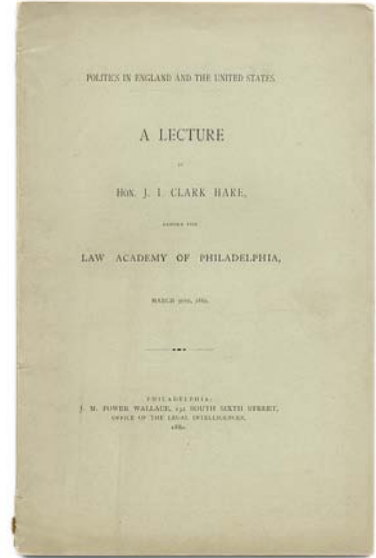 POLITICS IN ENGLAND AND THE UNITED STATES.
A LECTURE
BY
HON. J. I. CLARK HARE,
BEFORE THE
LAW ACADEMY OF PHILADELPHIA,
MARCH
PHILADELPHIA:
J. M. POWER WALLACE, 132 SOUTH SIXTH STREET,
OFFICE OF THE LEGAL INTELLIGENCER,